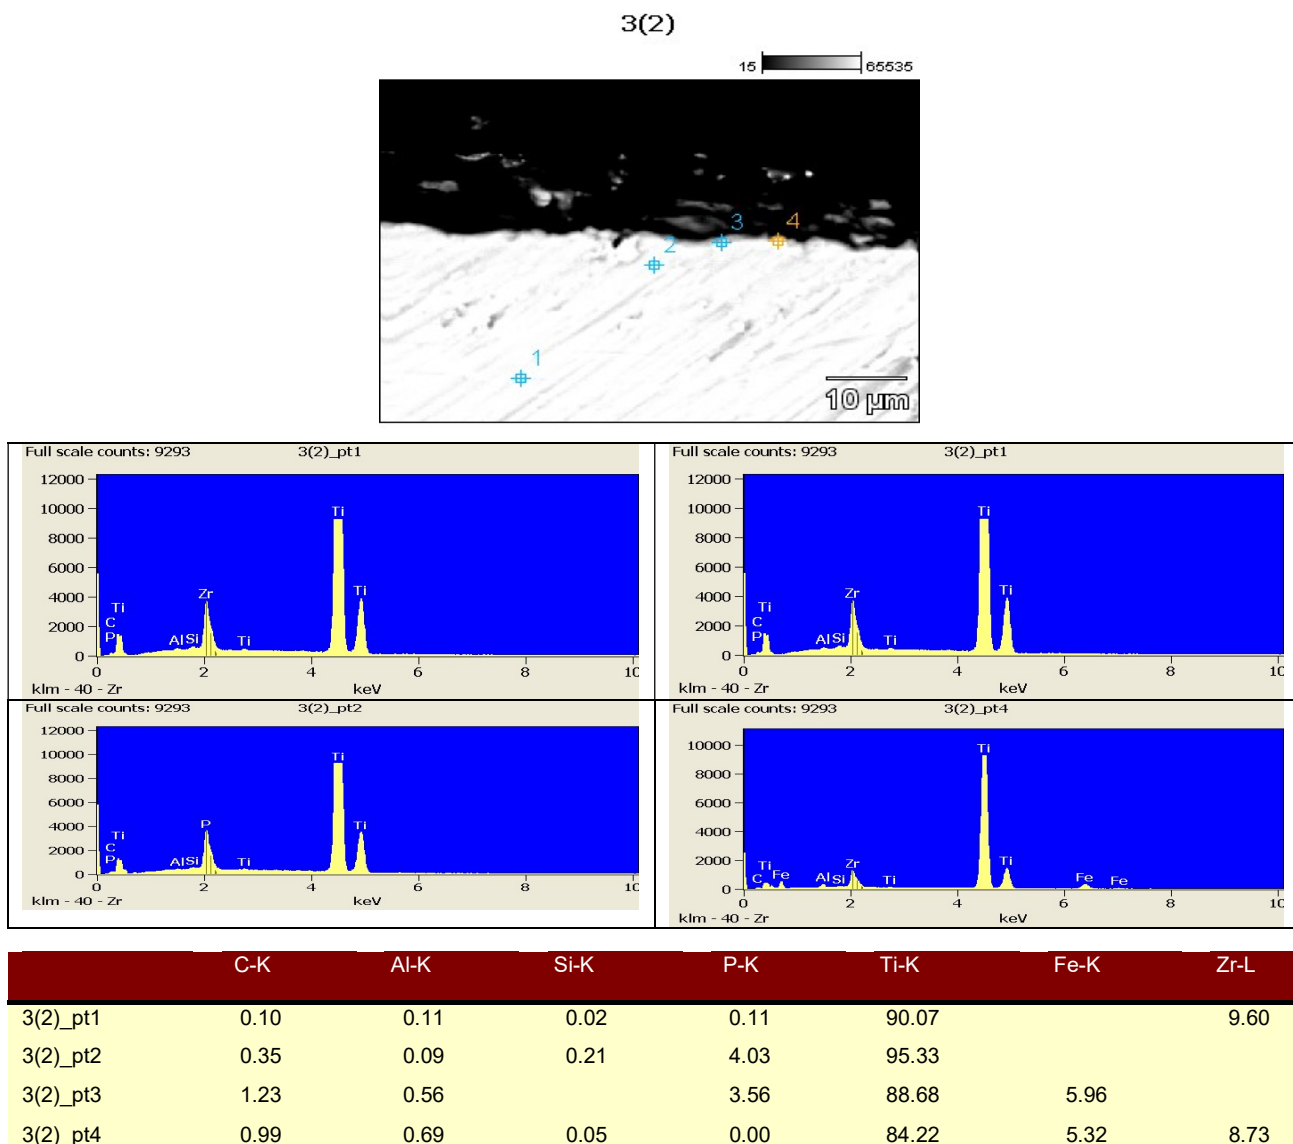 3(2)
15 65535
3
4
2
1
10 µm
Full scale counts: 9293 3(2)_pt1
12000
10000
8000
6000
4000
2000
0
Ti
Ti
Zr
Ti
C
P
Al Si Ti
0 2 4 6 8 10
klm - 40 - Zr keV
Full scale counts: 9293 3(2)_pt1
12000
10000
8000
6000
4000
2000
0
Ti
Ti
Zr
Ti
C
P
Al Si Ti
0 2 4 6 8 10
klm - 40 - Zr keV
Full scale counts: 9293 3(2)_pt2
12000
10000
8000
6000
4000
2000
0
Ti
Ti
P
Ti
C
P
Al Si Ti
0 2 4 6 8 10
klm - 40 - Zr keV
Full scale counts: 9293 3(2)_pt4
10000
8000
6000
4000
2000
0
Ti
Ti
Zr
Ti
C Fe Al Si Ti Fe Fe
0 2 4 6 8 10
klm - 40 - Zr keV
C-K Al-K Si-K P-K Ti-K Fe-K Zr-L
3(2)_pt1 0.10 0.11 0.02 0.11 90.07 9.60
3(2)_pt2 0.35 0.09 0.21 4.03 95.33
3(2)_pt3 1.23 0.56 3.56 88.68 5.96
3(2)_pt4 0.99 0.69 0.05 0.00 84.22 5.32 8.73